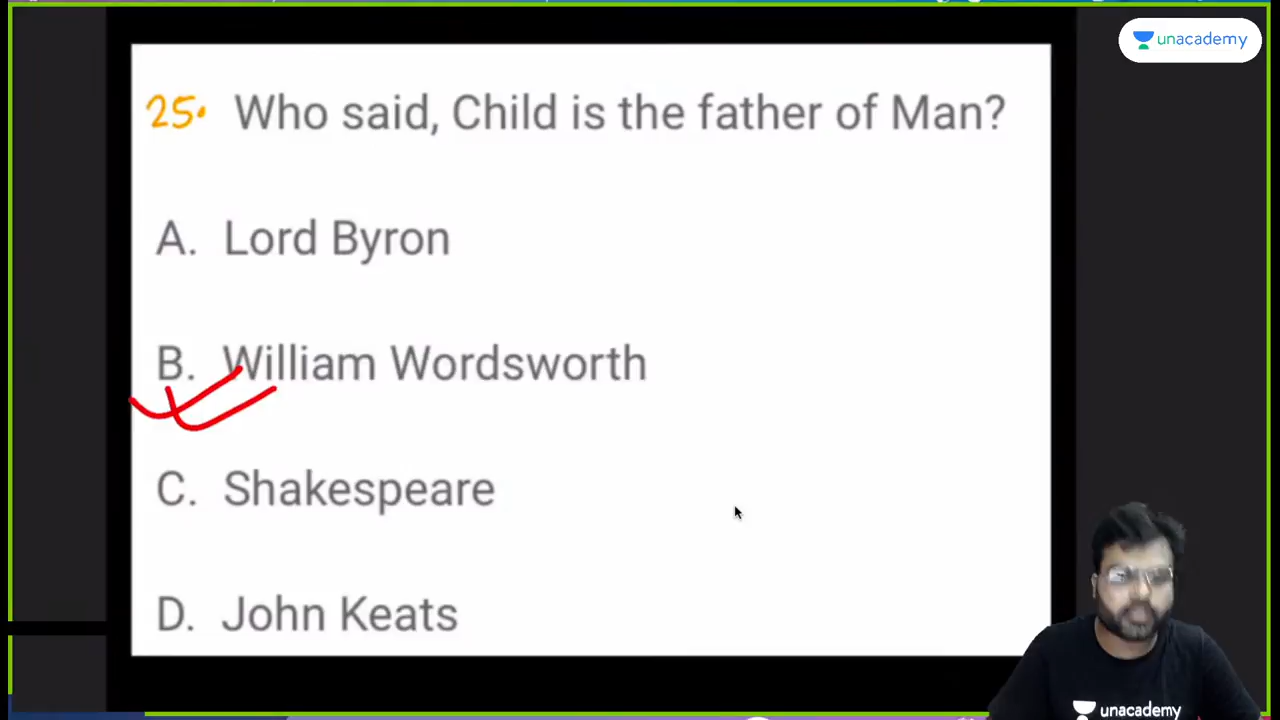 unacademy
25. Who said, Child is the father of Man?
A. Lord Byron
B. William Wordsworth
C. Shakespeare
D. John Keats
unacademy